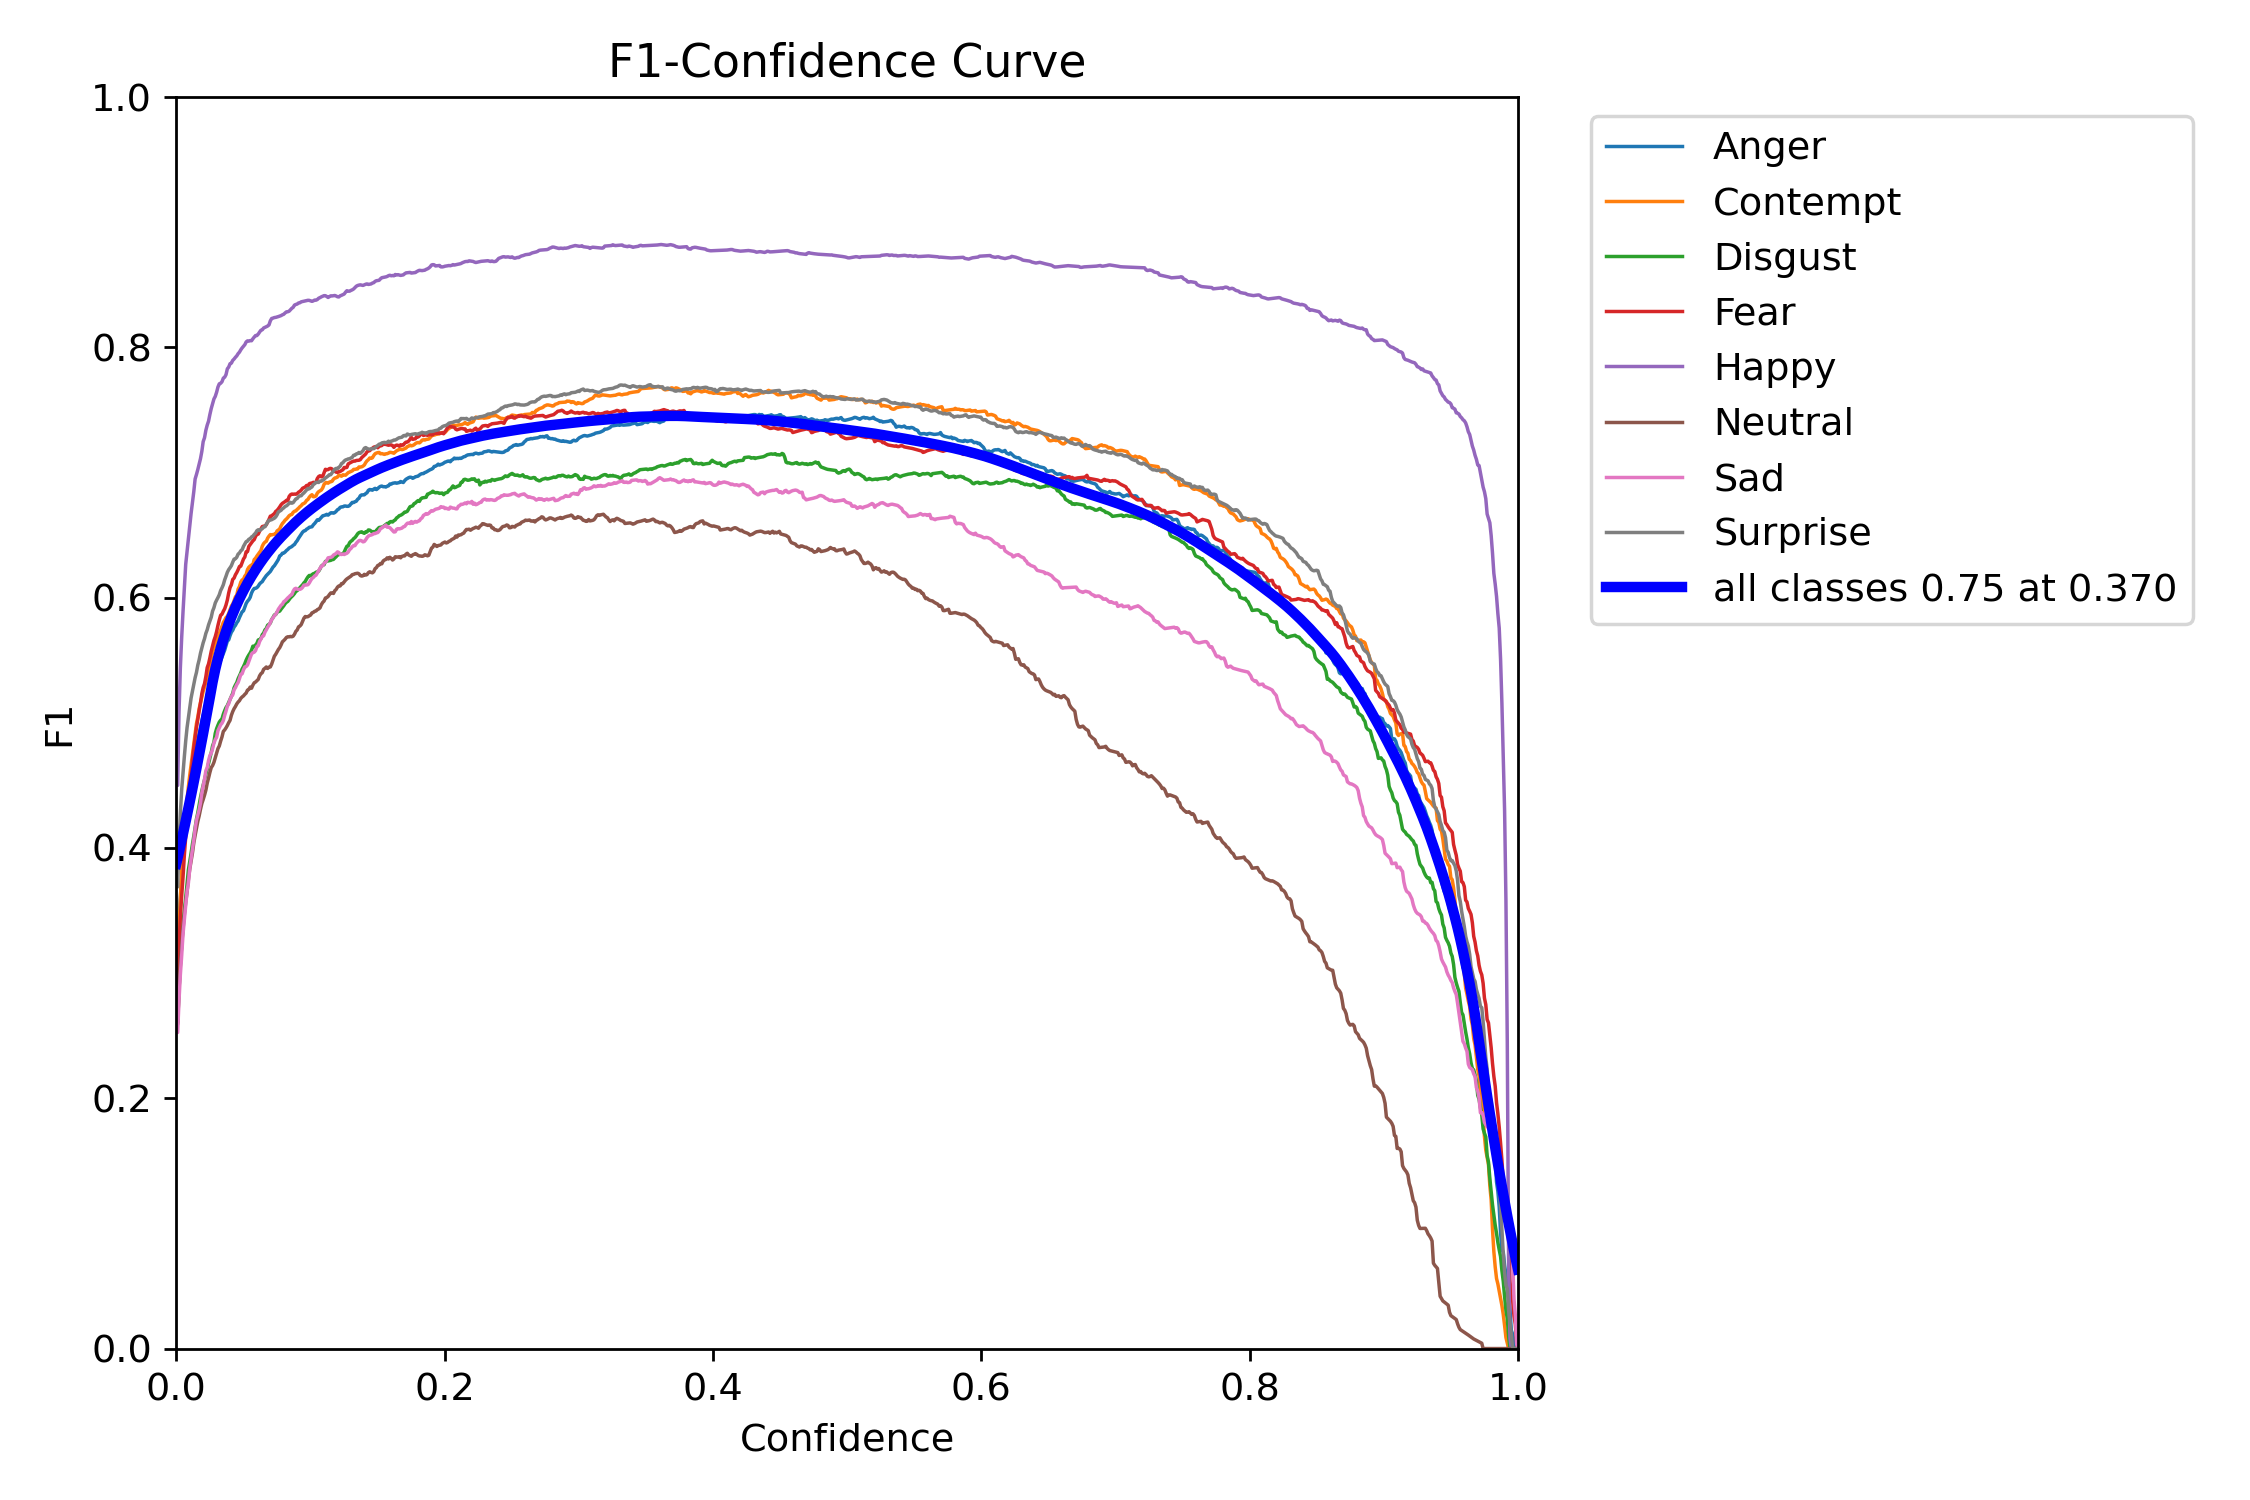 F1-Confidence Curve
1.0
0.8
0.6
0.4
0.2
0.0
F1
0.0 0.2 0.4 0.6 0.8 1.0
Confidence
Anger
Contempt
Disgust
Fear
Happy
Neutral
Sad
Surprise
all classes 0.75 at 0.370